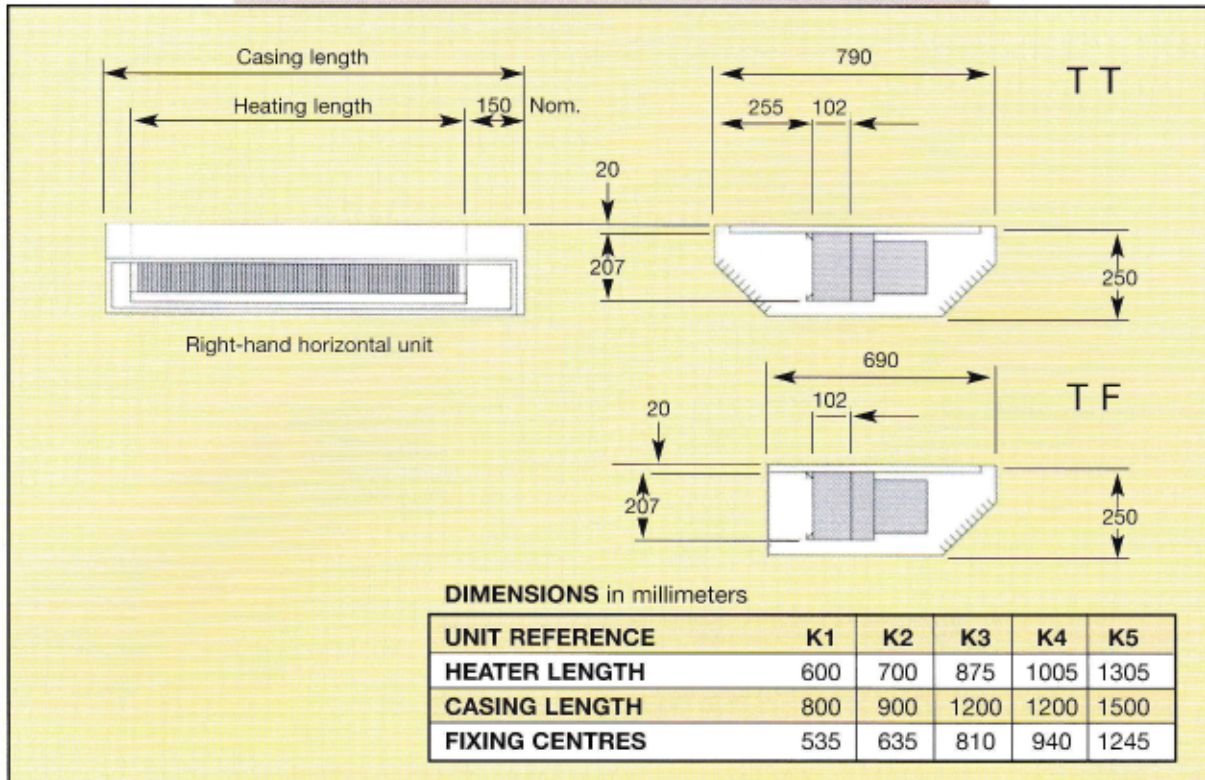 Casing length
790
T T
Heating length
150 Nom.
255
102
20
207
250
Right-hand horizontal unit
690
T F
102
20
207
250
DIMENSIONS in millimeters
UNIT REFERENCE K1 K2 K3 K4 K5
HEATER LENGTH 600 700 875 1005 1305
CASING LENGTH 800 900 1200 1200 1500
FIXING CENTRES 535 635 810 940 1245